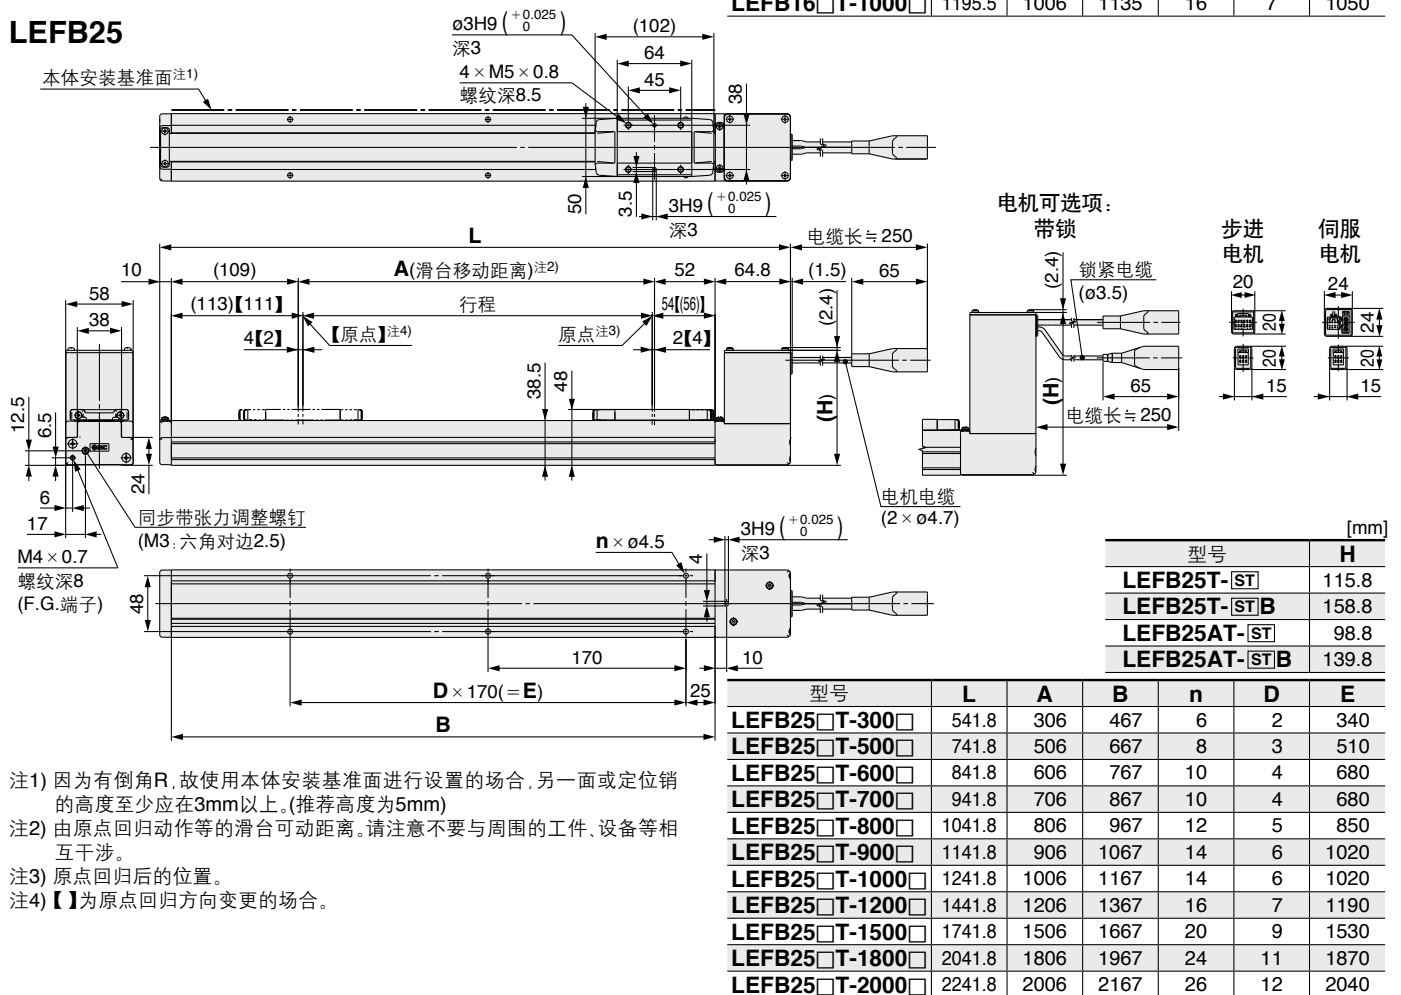 LEFB16□T-1000□ 1195.5 1006 1135 16 7 1050
LEFB25
本体安装基准面注1)
ø3H9 (+0.025 0)
深3
4×M5×0.8
螺纹深8.5
(102)
64
45
38
50
3.5
3H9 (+0.025 0)
深3
L
电缆长≒250
10
(109)
A(滑台移动距离)注2)
52
64.8
(1.5)
65
(113)【111】
行程
54【(56)】
4【2】
【原点】注4)
原点注3)
2【4】
(2.4)
58
38
38.5
48
(H)
12.5
6.5
24
6
17
同步带张力调整螺钉
(M3:六角对边2.5)
M4×0.7
螺纹深8
(F.G.端子)
电机电缆
(2×ø4.7)
电机可选项:
带锁
(2.4)
锁紧电缆
(ø3.5)
65
(H)
电缆长≒250
步进
电机
20
20
20
15
伺服
电机
24
24
20
15
n×ø4.5
3H9 (+0.025 0)
深3
4
48
170
10
D×170(=E)
25
B
[mm]
型号 H
LEFB25T-ST 115.8
LEFB25T-STB 158.8
LEFB25AT-ST 98.8
LEFB25AT-STB 139.8
型号 L A B n D E
LEFB25□T-300□ 541.8 306 467 6 2 340
LEFB25□T-500□ 741.8 506 667 8 3 510
LEFB25□T-600□ 841.8 606 767 10 4 680
LEFB25□T-700□ 941.8 706 867 10 4 680
LEFB25□T-800□ 1041.8 806 967 12 5 850
LEFB25□T-900□ 1141.8 906 1067 14 6 1020
LEFB25□T-1000□ 1241.8 1006 1167 14 6 1020
LEFB25□T-1200□ 1441.8 1206 1367 16 7 1190
LEFB25□T-1500□ 1741.8 1506 1667 20 9 1530
LEFB25□T-1800□ 2041.8 1806 1967 24 11 1870
LEFB25□T-2000□ 2241.8 2006 2167 26 12 2040
注1) 因为有倒角R,故使用本体安装基准面进行设置的场合,另一面或定位销
的高度至少应在3mm以上。(推荐高度为5mm)
注2) 由原点回归动作等的滑台可动距离。请注意不要与周围的工件、设备等相
互干涉。
注3) 原点回归后的位置。
注4)【 】为原点回归方向变更的场合。